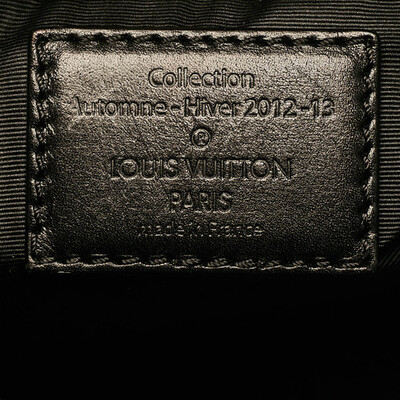 Collection
Automne-Hiver 2012-13
®
LOUIS VUITTON
PARIS
made in France